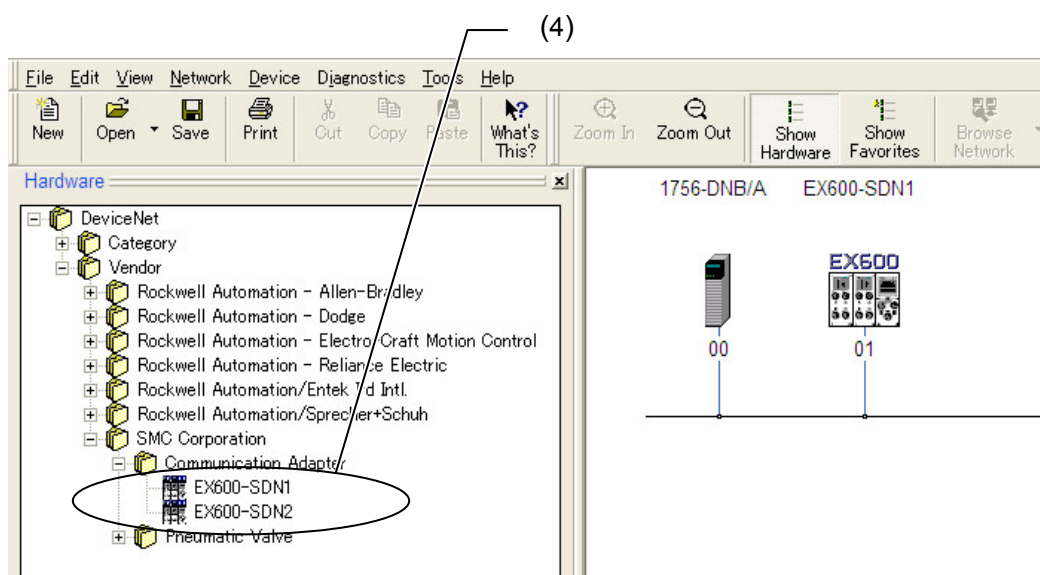 (4)
File Edit View Network Device Diagnostics Tools Help
New Open Save Print Cut Copy Paste What's This? Zoom In Zoom Out Show Hardware Show Favorites Browse Network
Hardware
DeviceNet
Category
Vendor
Rockwell Automation - Allen-Bradley
Rockwell Automation - Dodge
Rockwell Automation - Electro-Craft Motion Control
Rockwell Automation - Reliance Electric
Rockwell Automation/Entek Intl.
Rockwell Automation/Sprecher+Schuh
SMC Corporation
Communication Adapter
EX600-SDN1
EX600-SDN2
Pneumatic Valve
1756-DNB/A EX600-SDN1
EX600
00 01